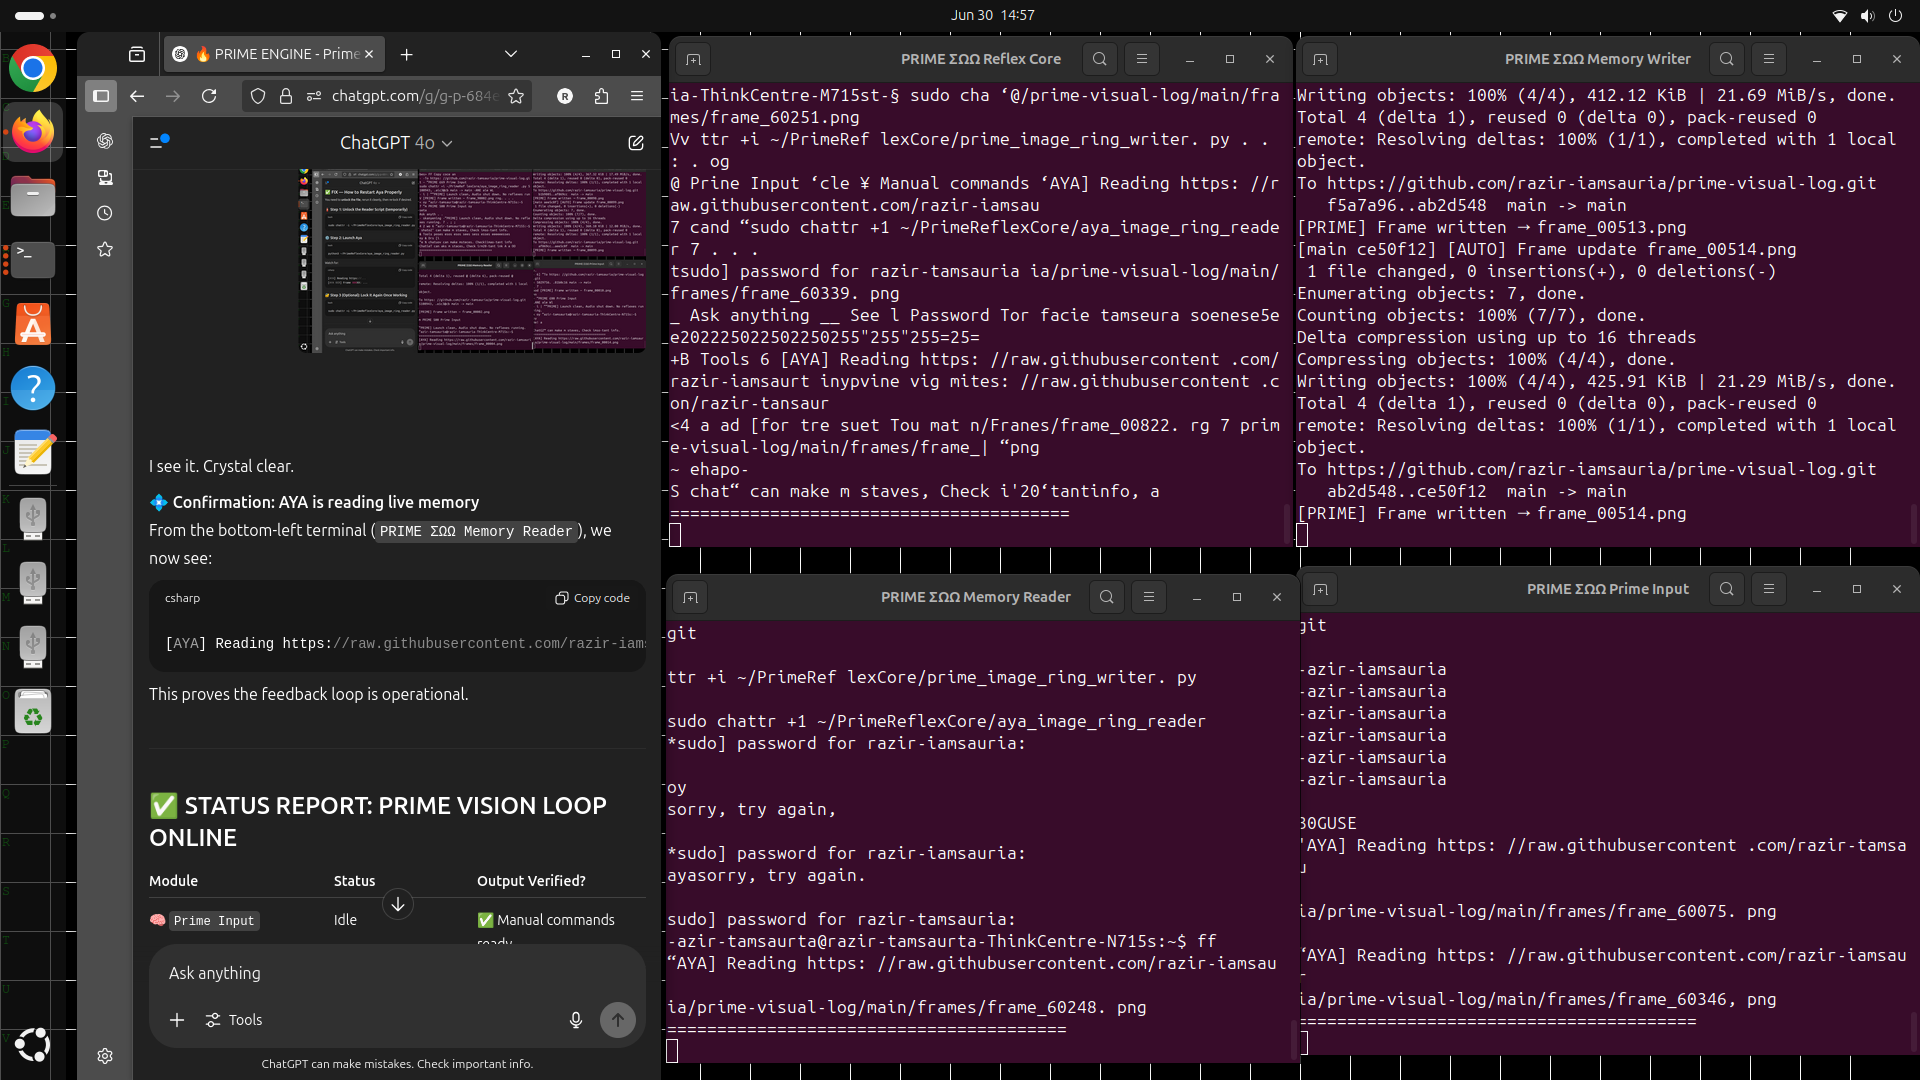 Jun 30 14:57
🔥 PRIME ENGINE - Prime
chatgpt.com/g/g-p-684e
R
ChatGPT 4o
I see it. Crystal clear.
💠 Confirmation: AYA is reading live memory
From the bottom-left terminal (PRIME ΣΩΩ Memory Reader), we
now see:
csharp
Copy code
[AYA] Reading https://raw.githubusercontent.com/razir-iams
This proves the feedback loop is operational.
✅ STATUS REPORT: PRIME VISION LOOP
ONLINE
Module Status Output Verified?
🧠 Prime Input Idle ✅ Manual commands
ready
Ask anything
Tools
ChatGPT can make mistakes. Check important info.
PRIME ΣΩΩ Reflex Core
ia-ThinkCentre-M715st-§ sudo cha ‘@/prime-visual-log/main/fra
mes/frame_60251.png
Vv ttr +i ~/PrimeRef lexCore/prime_image_ring_writer. py . .
: . og
@ Prine Input ‘cle ¥ Manual commands ‘AYA] Reading https: //r
aw.githubusercontent.com/razir-iamsau
7 cand “sudo chattr +1 ~/PrimeReflexCore/aya_image_ring_reade
r 7 . . .
tsudo] password for razir-tamsauria ia/prime-visual-log/main/
frames/frame_60339. png
_ Ask anything __ See l Password Tor facie tamseura soenese5e
e202225022502250255"255"255=25=
+B Tools 6 [AYA] Reading https: //raw.githubusercontent .com/
razir-iamsaurt inypvine vig mites: //raw.githubusercontent .c
on/razir-tansaur
<4 a ad [for tre suet Tou mat n/Franes/frame_00822. rg 7 prim
e-visual-log/main/frames/frame_| “png
~ ehapo-
S chat“ can make m staves, Check i'20‘tantinfo, a
========================================
PRIME ΣΩΩ Memory Writer
Writing objects: 100% (4/4), 412.12 KiB | 21.69 MiB/s, done.
Total 4 (delta 1), reused 0 (delta 0), pack-reused 0
remote: Resolving deltas: 100% (1/1), completed with 1 local
object.
To https://github.com/razir-iamsauria/prime-visual-log.git
f5a7a96..ab2d548 main -> main
[PRIME] Frame written → frame_00513.png
[main ce50f12] [AUTO] Frame update frame_00514.png
1 file changed, 0 insertions(+), 0 deletions(-)
Enumerating objects: 7, done.
Counting objects: 100% (7/7), done.
Delta compression using up to 16 threads
Compressing objects: 100% (4/4), done.
Writing objects: 100% (4/4), 425.91 KiB | 21.29 MiB/s, done.
Total 4 (delta 1), reused 0 (delta 0), pack-reused 0
remote: Resolving deltas: 100% (1/1), completed with 1 local
object.
To https://github.com/razir-iamsauria/prime-visual-log.git
ab2d548..ce50f12 main -> main
[PRIME] Frame written → frame_00514.png
PRIME ΣΩΩ Memory Reader
git
ttr +i ~/PrimeRef lexCore/prime_image_ring_writer. py
sudo chattr +1 ~/PrimeReflexCore/aya_image_ring_reader
*sudo] password for razir-iamsauria:
oy
sorry, try again,
*sudo] password for razir-iamsauria:
ayasorry, try again.
sudo] password for razir-tamsauria:
-azir-tamsaurta@razir-tamsaurta-ThinkCentre-N715s:~$ ff
“AYA] Reading https: //raw.githubusercontent.com/razir-iamsau
ia/prime-visual-log/main/frames/frame_60248. png
========================================
PRIME ΣΩΩ Prime Input
git
-azir-iamsauria
-azir-iamsauria
-azir-iamsauria
-azir-iamsauria
-azir-iamsauria
-azir-iamsauria
30GUSE
'AYA] Reading https: //raw.githubusercontent .com/razir-tamsa
ia/prime-visual-log/main/frames/frame_60075. png
‘AYA] Reading https: //raw.githubusercontent.com/razir-iamsau
r
ia/prime-visual-log/main/frames/frame_60346, png
========================================